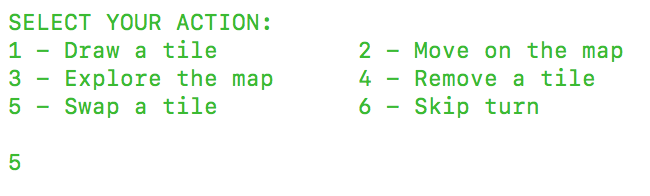 SELECT YOUR ACTION:
1 – Draw a tile 2 – Move on the map
3 – Explore the map 4 – Remove a tile
5 – Swap a tile 6 – Skip turn
5